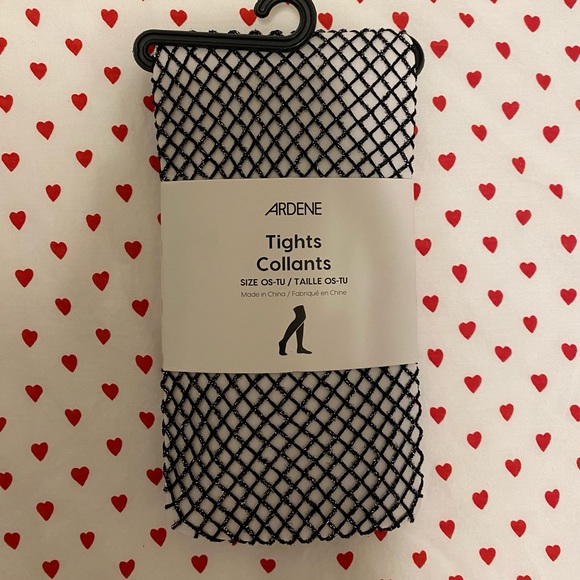 ARDENE
Tights
Collants
SIZE OS-TU / TAILLE OS-TU
Made in China / Fabriqué en Chine